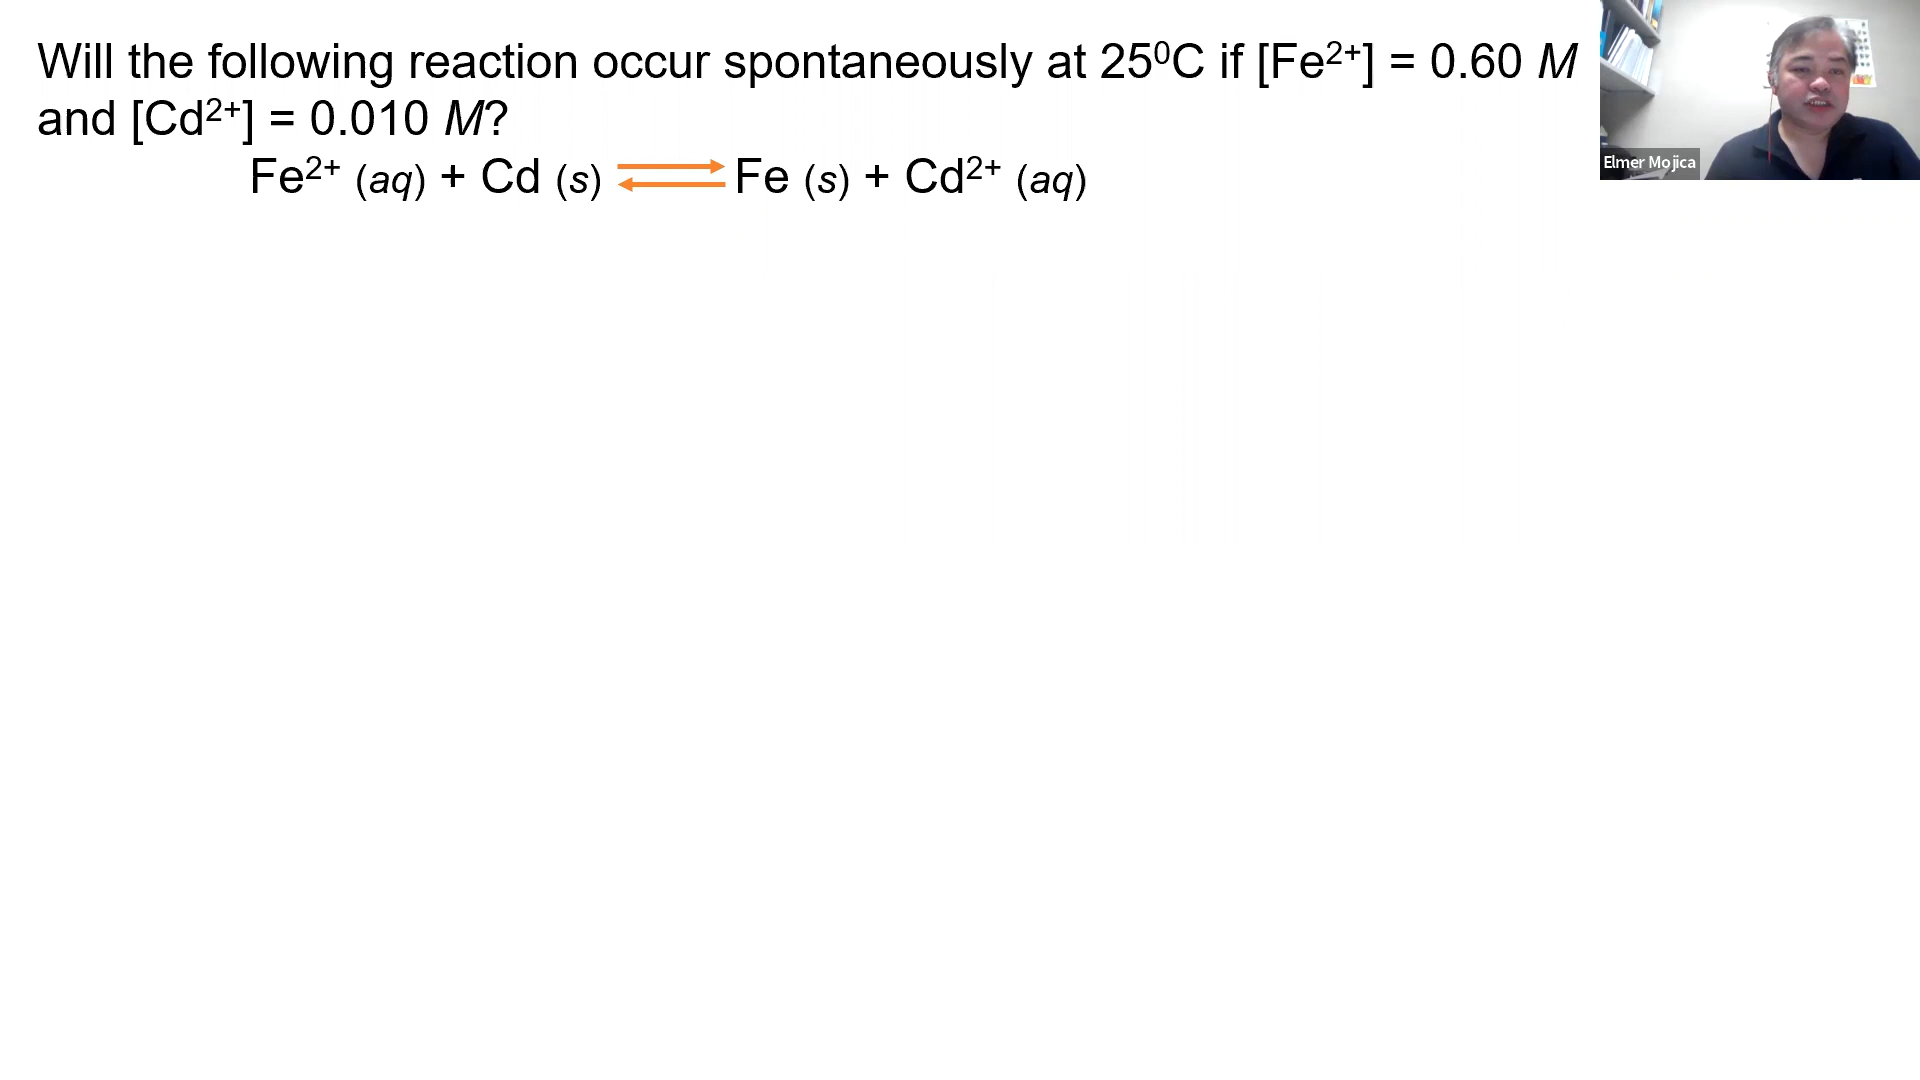 Will the following reaction occur spontaneously at 25⁰C if [Fe²⁺] = 0.60 M
and [Cd²⁺] = 0.010 M?
Fe²⁺ (aq) + Cd (s) ⇄ Fe (s) + Cd²⁺ (aq)
Elmer Mojica